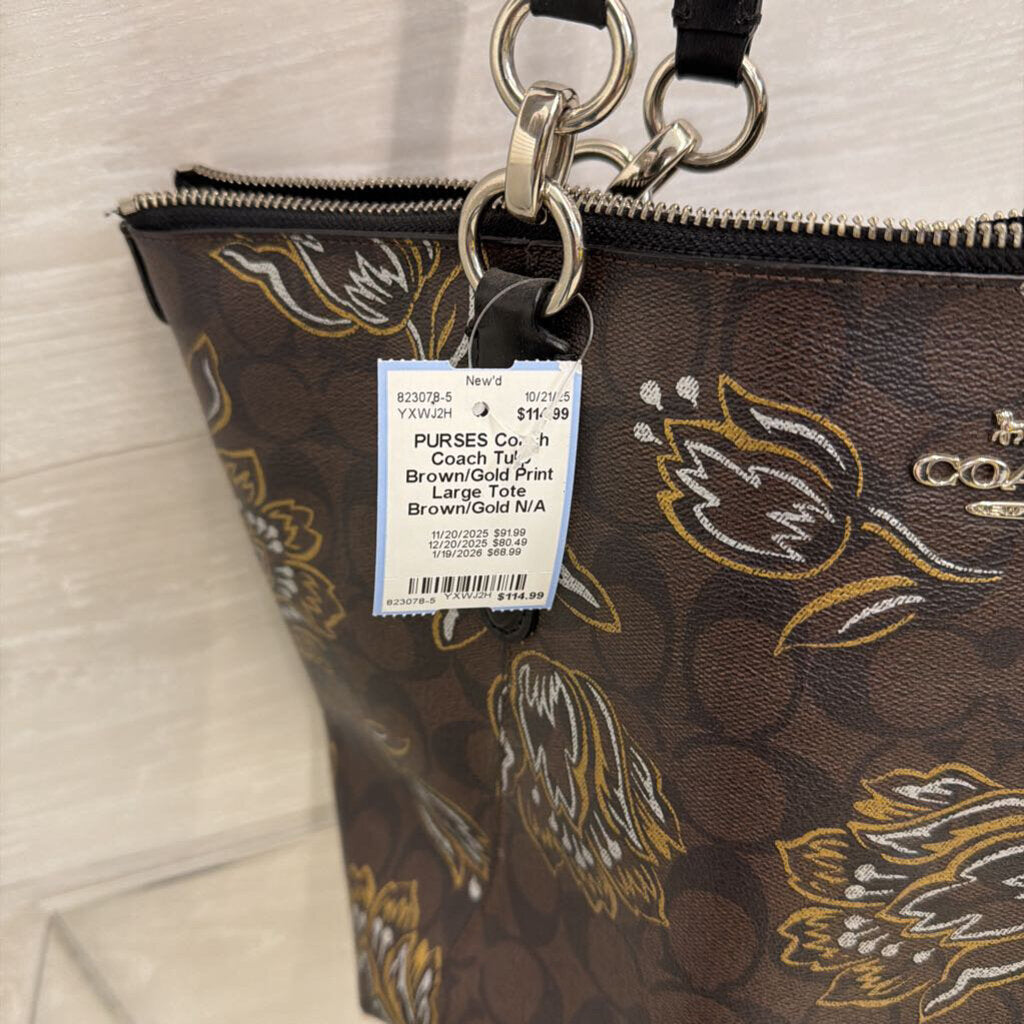 New'd
823078-5 10/21/25
YXWJ2H $114.99
PURSES Coach
Coach Tulip
Brown/Gold Print
Large Tote
Brown/Gold N/A
11/20/2025 $91.99
12/20/2025 $80.49
1/19/2026 $68.99
823078-5 YXWJ2H $114.99
COA